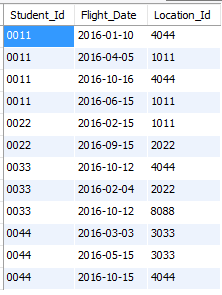 Student_Id Flight_Date Location_Id
0011 2016-01-10 4044
0011 2016-04-05 1011
0011 2016-10-16 4044
0011 2016-06-15 1011
0022 2016-02-15 1011
0022 2016-09-15 2022
0033 2016-10-12 4044
0033 2016-02-04 2022
0033 2016-10-12 8088
0044 2016-03-03 3033
0044 2016-05-15 3033
0044 2016-10-15 4044